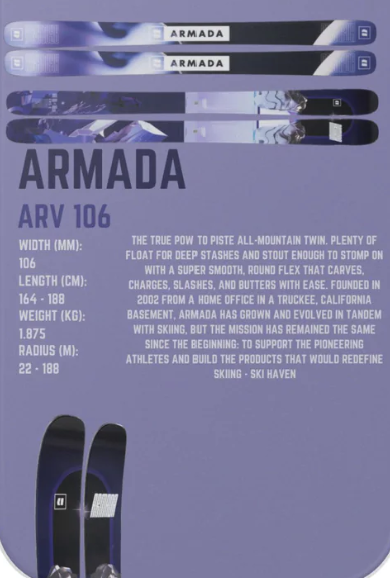 ARMADA
ARMADA
ARMADA
ARV 106
WIDTH (MM):
106
LENGTH (CM):
164 - 188
WEIGHT (KG):
1.875
RADIUS (M):
22 - 188
THE TRUE POW TO PISTE ALL-MOUNTAIN TWIN. PLENTY OF
FLOAT FOR DEEP STASHES AND STOUT ENOUGH TO STOMP ON
WITH A SUPER SMOOTH, ROUND FLEX THAT CARVES,
CHARGES, SLASHES, AND BUTTERS WITH EASE. FOUNDED IN
2002 FROM A HOME OFFICE IN A TRUCKEE, CALIFORNIA
BASEMENT, ARMADA HAS GROWN AND EVOLVED IN TANDEM
WITH SKIING, BUT THE MISSION HAS REMAINED THE SAME
SINCE THE BEGINNING: TO SUPPORT THE PIONEERING
ATHLETES AND BUILD THE PRODUCTS THAT WOULD REDEFINE
SKIING - SKI HAVEN